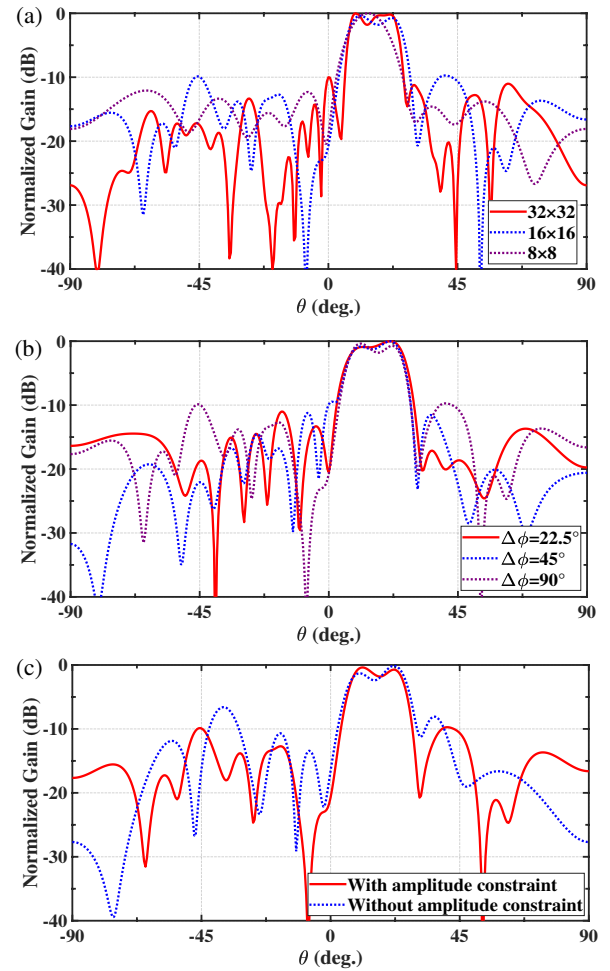 (a)
Normalized Gain (dB)
0
-10
-20
-30
-40
32×32
16×16
8×8
-90 -45 0 45 90
θ (deg.)
(b)
Normalized Gain (dB)
0
-10
-20
-30
-40
Δϕ=22.5°
Δϕ=45°
Δϕ=90°
-90 -45 0 45 90
θ (deg.)
(c)
Normalized Gain (dB)
0
-10
-20
-30
-40
With amplitude constraint
Without amplitude constraint
-90 -45 0 45 90
θ (deg.)